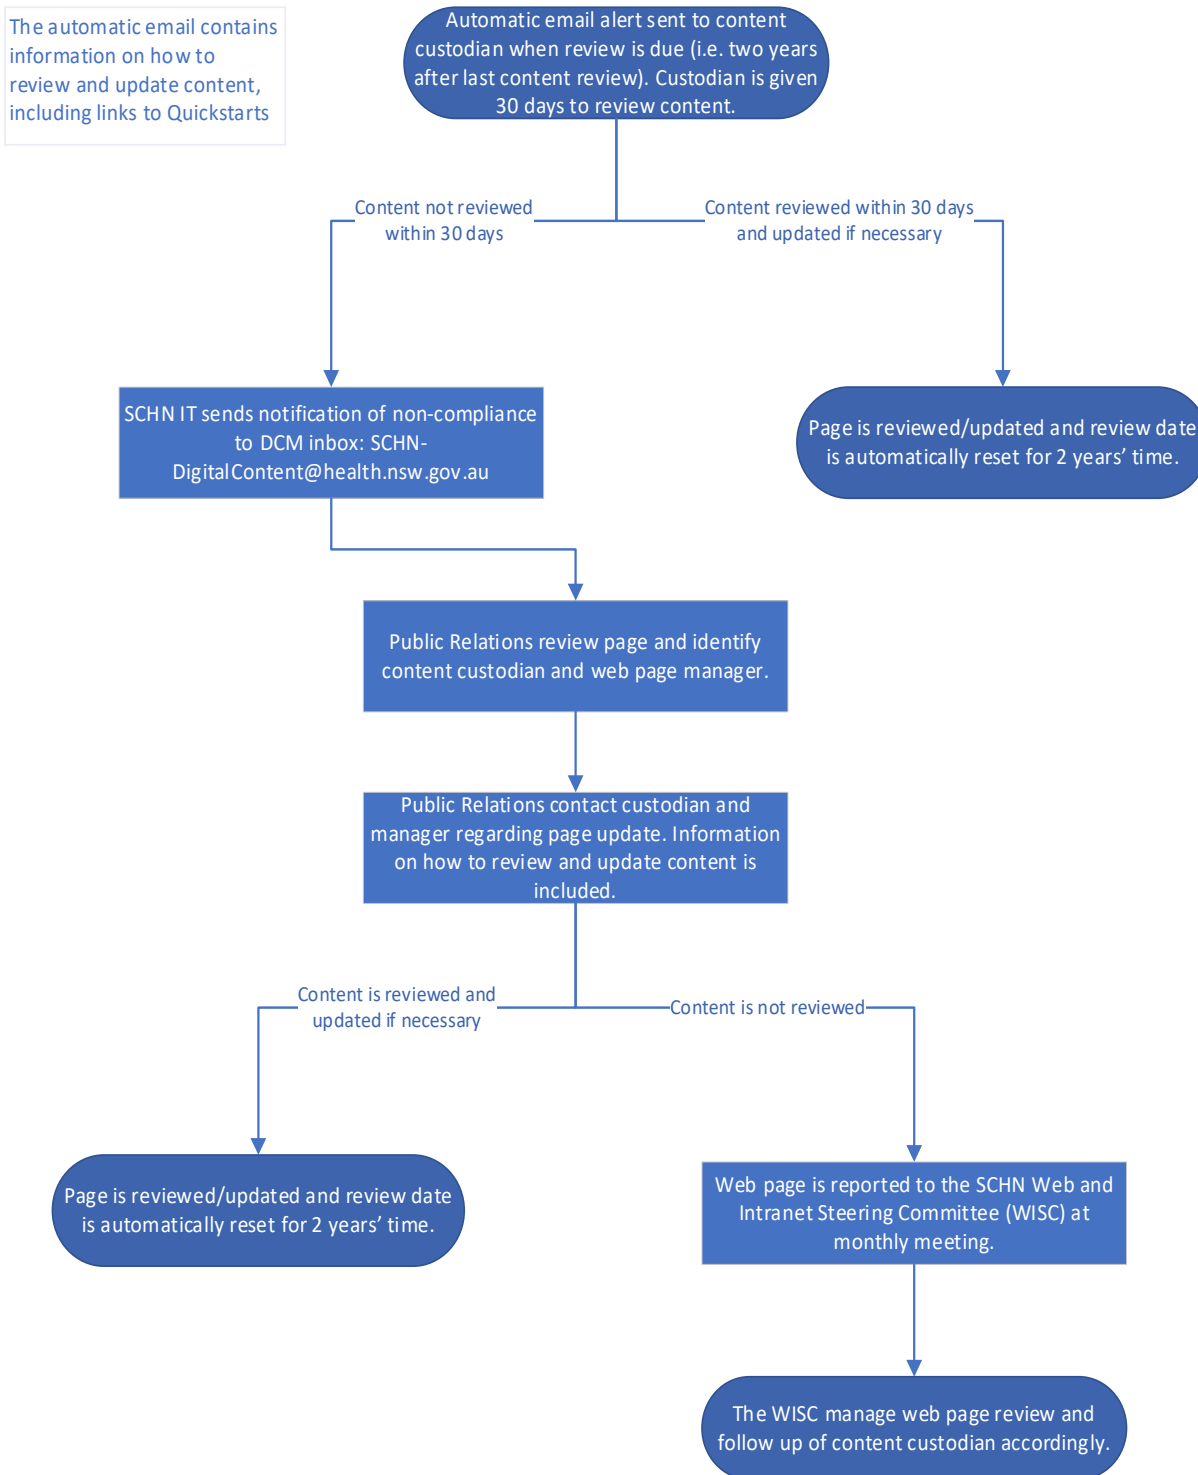 The automatic email contains
information on how to
review and update content,
including links to Quickstarts
Automatic email alert sent to content
custodian when review is due (i.e. two years
after last content review). Custodian is given
30 days to review content.
Content not reviewed
within 30 days
Content reviewed within 30 days
and updated if necessary
SCHN IT sends notification of non-compliance
to DCM inbox: SCHN-
DigitalContent@health.nsw.gov.au
Page is reviewed/updated and review date
is automatically reset for 2 years’ time.
Public Relations review page and identify
content custodian and web page manager.
Public Relations contact custodian and
manager regarding page update. Information
on how to review and update content is
included.
Content is reviewed and
updated if necessary
Content is not reviewed
Page is reviewed/updated and review date
is automatically reset for 2 years’ time.
Web page is reported to the SCHN Web and
Intranet Steering Committee (WISC) at
monthly meeting.
The WISC manage web page review and
follow up of content custodian accordingly.